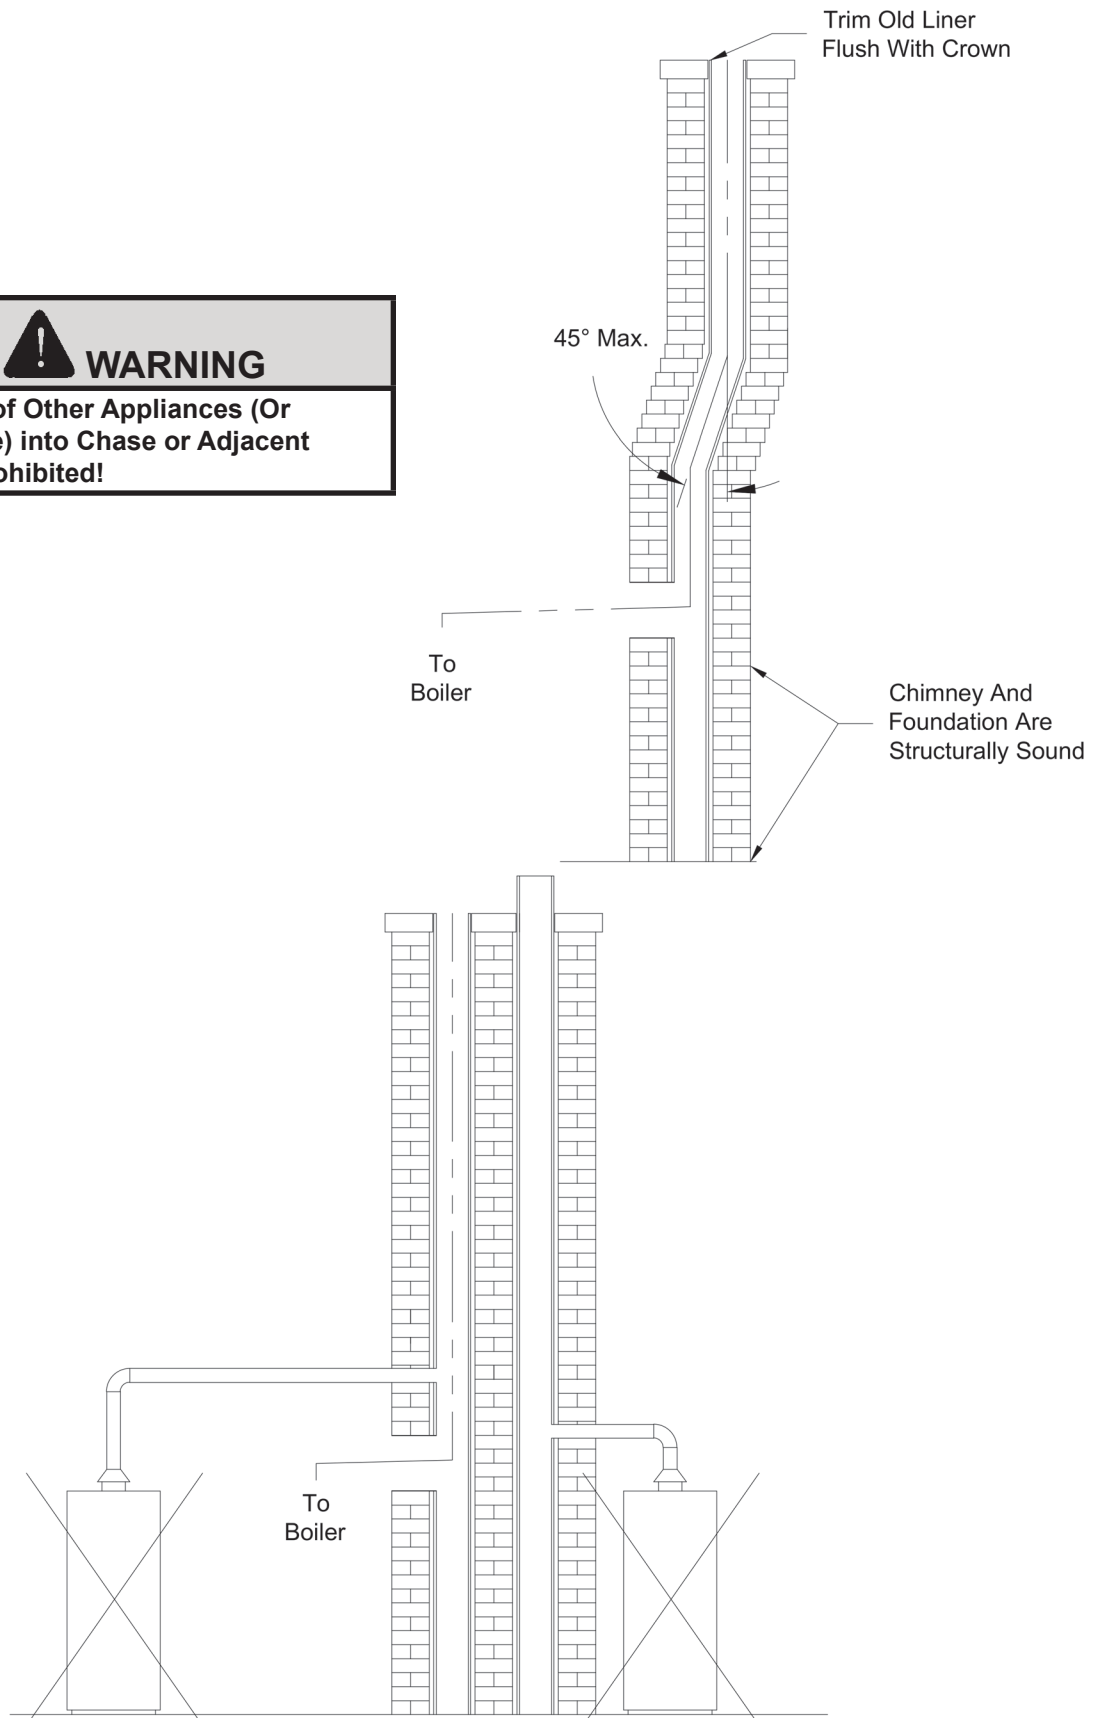 Trim Old Liner
Flush With Crown
WARNING
of Other Appliances (Or
into Chase or Adjacent
45° Max.
To
Boiler
Chimney And
Foundation Are
Structurally Sound
To
Boiler